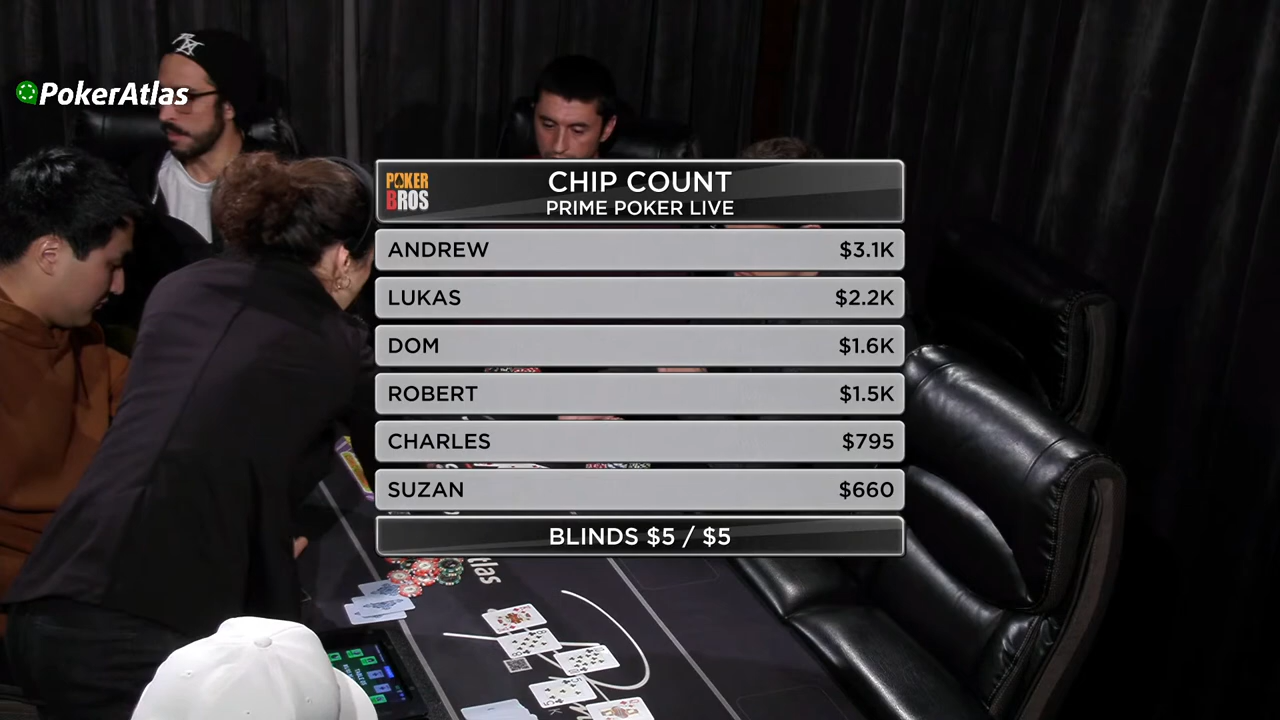 PokerAtlas
POKER
BROS
CHIP COUNT
PRIME POKER LIVE
ANDREW $3.1K
LUKAS $2.2K
DOM $1.6K
ROBERT $1.5K
CHARLES $795
SUZAN $660
BLINDS $5 / $5
tlas